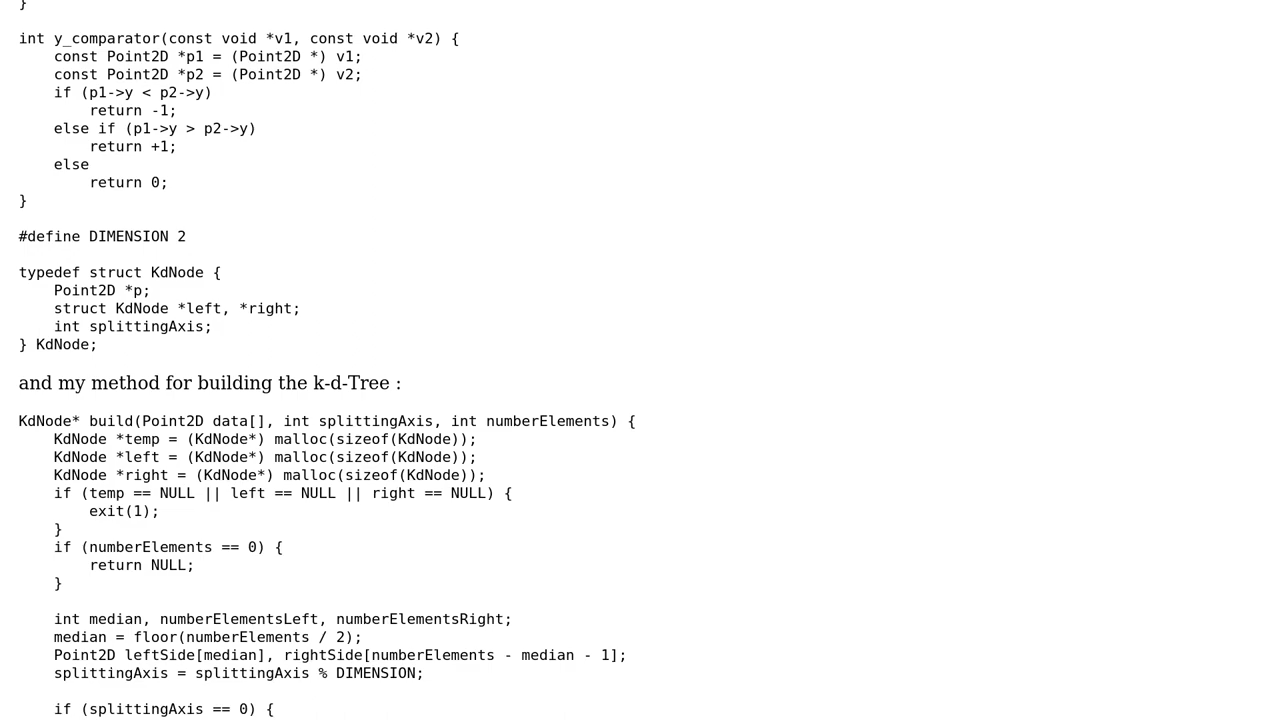 }
int y_comparator(const void *v1, const void *v2) {
    const Point2D *p1 = (Point2D *) v1;
    const Point2D *p2 = (Point2D *) v2;
    if (p1->y < p2->y)
        return -1;
    else if (p1->y > p2->y)
        return +1;
    else
        return 0;
}
#define DIMENSION 2
typedef struct KdNode {
    Point2D *p;
    struct KdNode *left, *right;
    int splittingAxis;
} KdNode;
and my method for building the k-d-Tree :
KdNode* build(Point2D data[], int splittingAxis, int numberElements) {
    KdNode *temp = (KdNode*) malloc(sizeof(KdNode));
    KdNode *left = (KdNode*) malloc(sizeof(KdNode));
    KdNode *right = (KdNode*) malloc(sizeof(KdNode));
    if (temp == NULL || left == NULL || right == NULL) {
        exit(1);
    }
    if (numberElements == 0) {
        return NULL;
    }
    int median, numberElementsLeft, numberElementsRight;
    median = floor(numberElements / 2);
    Point2D leftSide[median], rightSide[numberElements - median - 1];
    splittingAxis = splittingAxis % DIMENSION;
    if (splittingAxis == 0) {